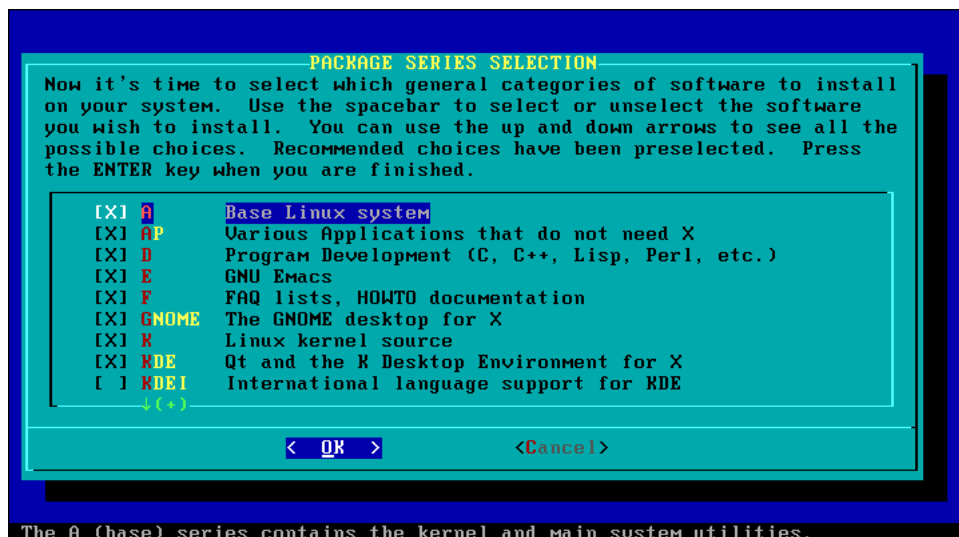 PACKAGE SERIES SELECTION
Now it's time to select which general categories of software to install
on your system.  Use the spacebar to select or unselect the software
you wish to install.  You can use the up and down arrows to see all the
possible choices.  Recommended choices have been preselected.  Press
the ENTER key when you are finished.
[X] A Base Linux system
[X] AP Various Applications that do not need X
[X] D Program Development (C, C++, Lisp, Perl, etc.)
[X] E GNU Emacs
[X] F FAQ lists, HOWTO documentation
[X] GNOME The GNOME desktop for X
[X] K Linux kernel source
[X] KDE Qt and the K Desktop Environment for X
[ ] KDEI International language support for KDE
↓(+)
< OK > <Cancel>
The A (base) series contains the kernel and main system utilities.